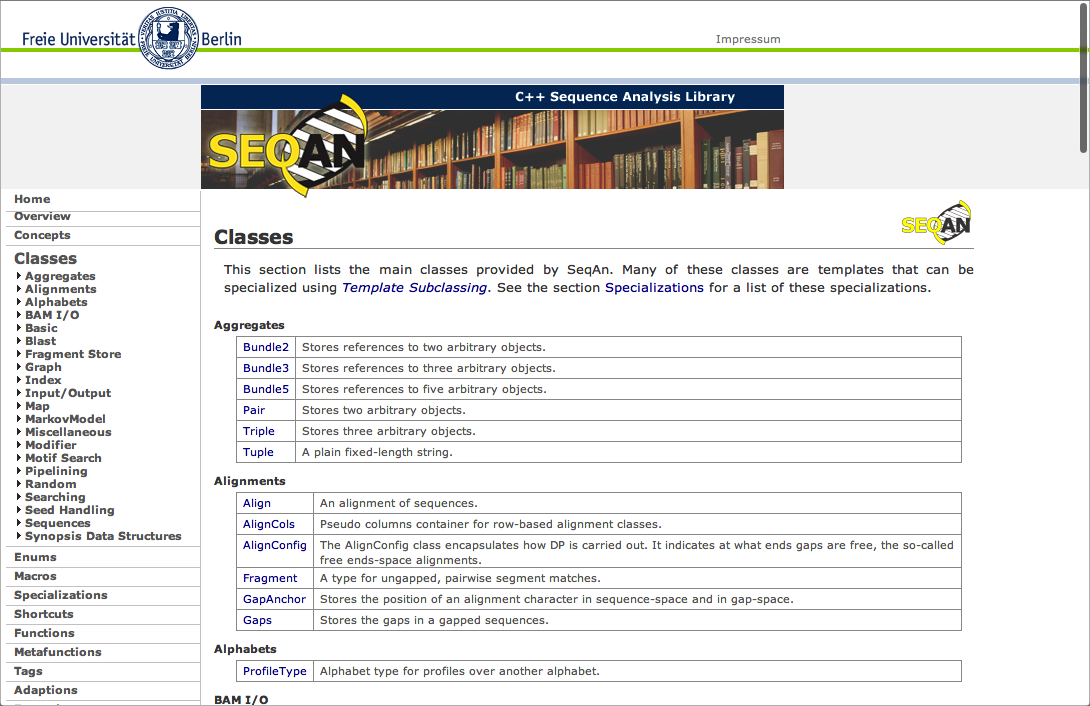 Freie Universität Berlin
Impressum
C++ Sequence Analysis Library
SEQAN
Home
Overview
Concepts
Classes
Aggregates
Alignments
Alphabets
BAM I/O
Basic
Blast
Fragment Store
Graph
Index
Input/Output
Map
MarkovModel
Miscellaneous
Modifier
Motif Search
Pipelining
Random
Searching
Seed Handling
Sequences
Synopsis Data Structures
Enums
Macros
Specializations
Shortcuts
Functions
Metafunctions
Tags
Adaptions
SEQAN
Classes
This section lists the main classes provided by SeqAn. Many of these classes are templates that can be
specialized using Template Subclassing. See the section Specializations for a list of these specializations.
Aggregates
Bundle2 Stores references to two arbitrary objects.
Bundle3 Stores references to three arbitrary objects.
Bundle5 Stores references to five arbitrary objects.
Pair Stores two arbitrary objects.
Triple Stores three arbitrary objects.
Tuple A plain fixed-length string.
Alignments
Align An alignment of sequences.
AlignCols Pseudo columns container for row-based alignment classes.
AlignConfig The AlignConfig class encapsulates how DP is carried out. It indicates at what ends gaps are free, the so-called
free ends-space alignments.
Fragment A type for ungapped, pairwise segment matches.
GapAnchor Stores the position of an alignment character in sequence-space and in gap-space.
Gaps Stores the gaps in a gapped sequences.
Alphabets
ProfileType Alphabet type for profiles over another alphabet.
BAM I/O